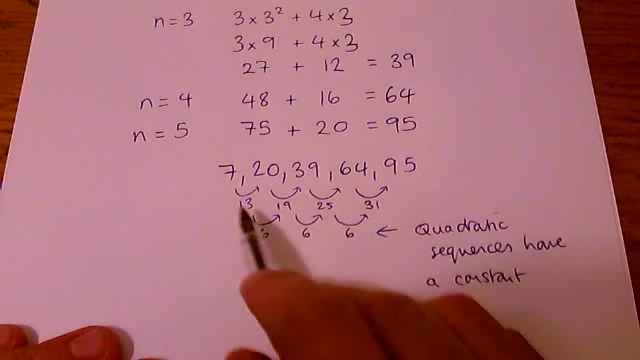 n=3 3×3² + 4×3
3×9 + 4×3
27 + 12 = 39
n=4 48 + 16 = 64
n=5 75 + 20 = 95
7, 20, 39, 64, 95
13 19 25 31
6 6 6 ← Quadratic
sequences have
a constant